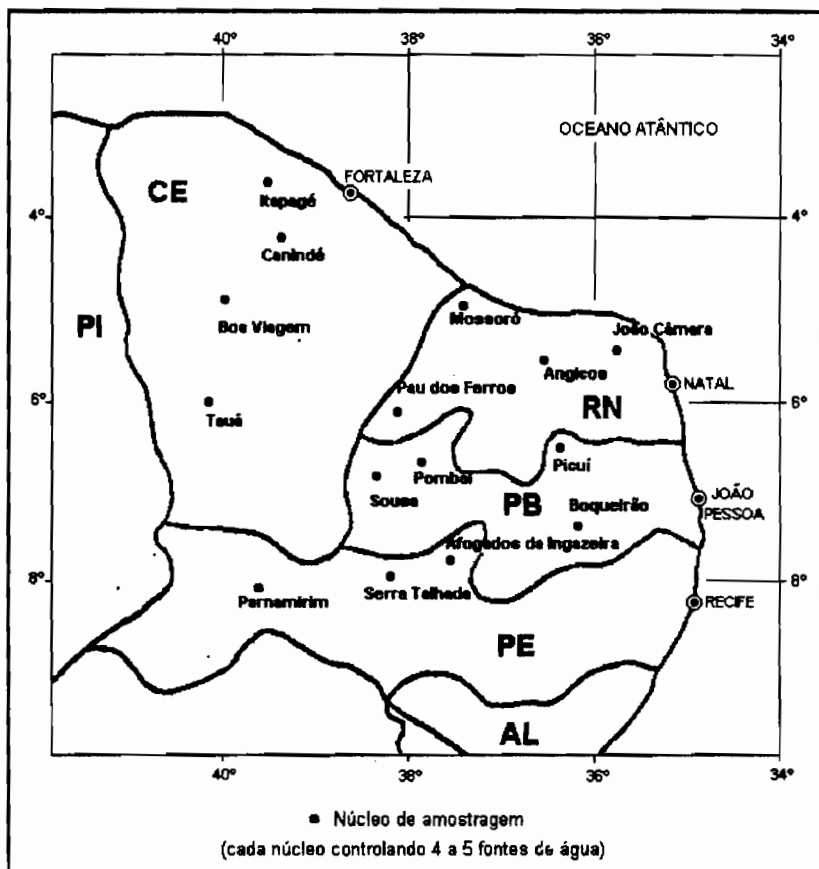 40° 38° 36° 34°
OCEANO ATÂNTICO
FORTALEZA
CE
Itapagé
4° 4°
Canindé
Mossoró
João Câmara
PI
Boa Viagem
Angicos
NATAL
Pau dos Ferros
6° 6°
Tauá
RN
Picuí
Pombal
Sousa
PB
Boqueirão
JOÃO
PESSOA
Afogados da Ingazeira
8° 8°
Pernamirim
Serra Talhada
RECIFE
PE
AL
40° 38° 36° 34°
Núcleo de amostragem
(cada núcleo controlando 4 a 5 fontes de água)